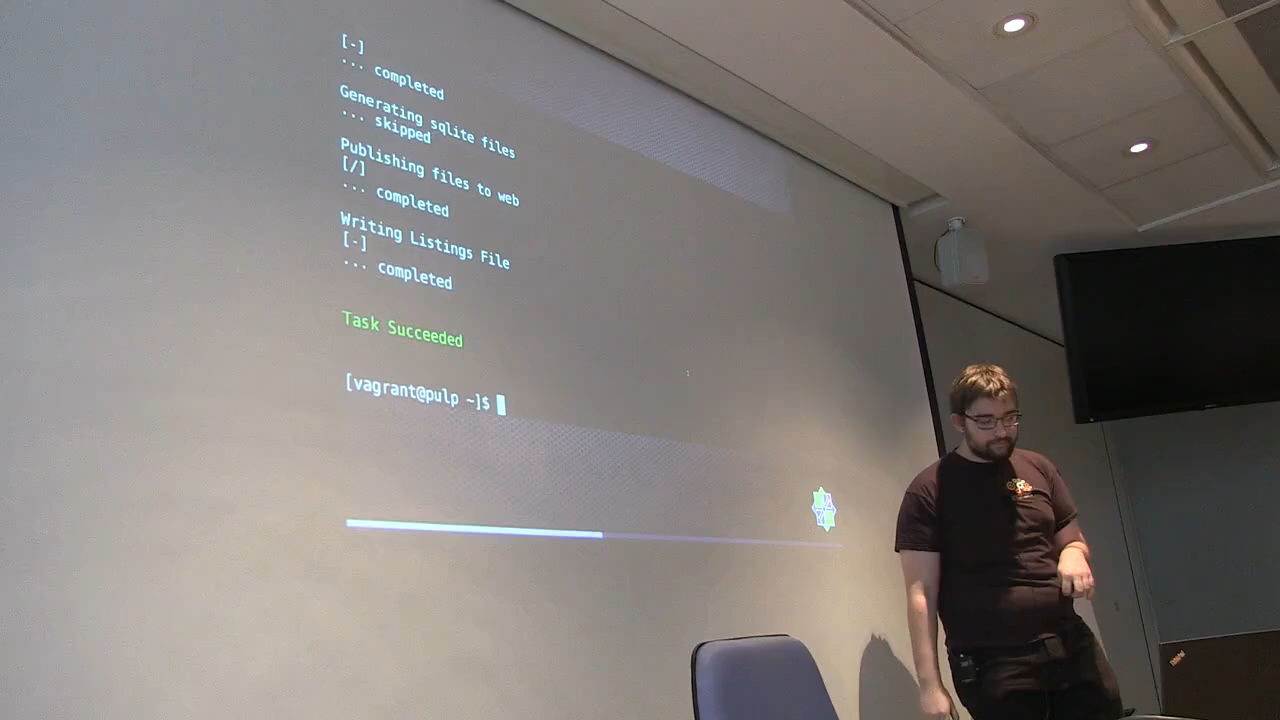 [-]
... completed
Generating sqlite files
... skipped
Publishing files to web
[/]
... completed
Writing Listings File
[-]
... completed
Task Succeeded
[vagrant@pulp ~]$